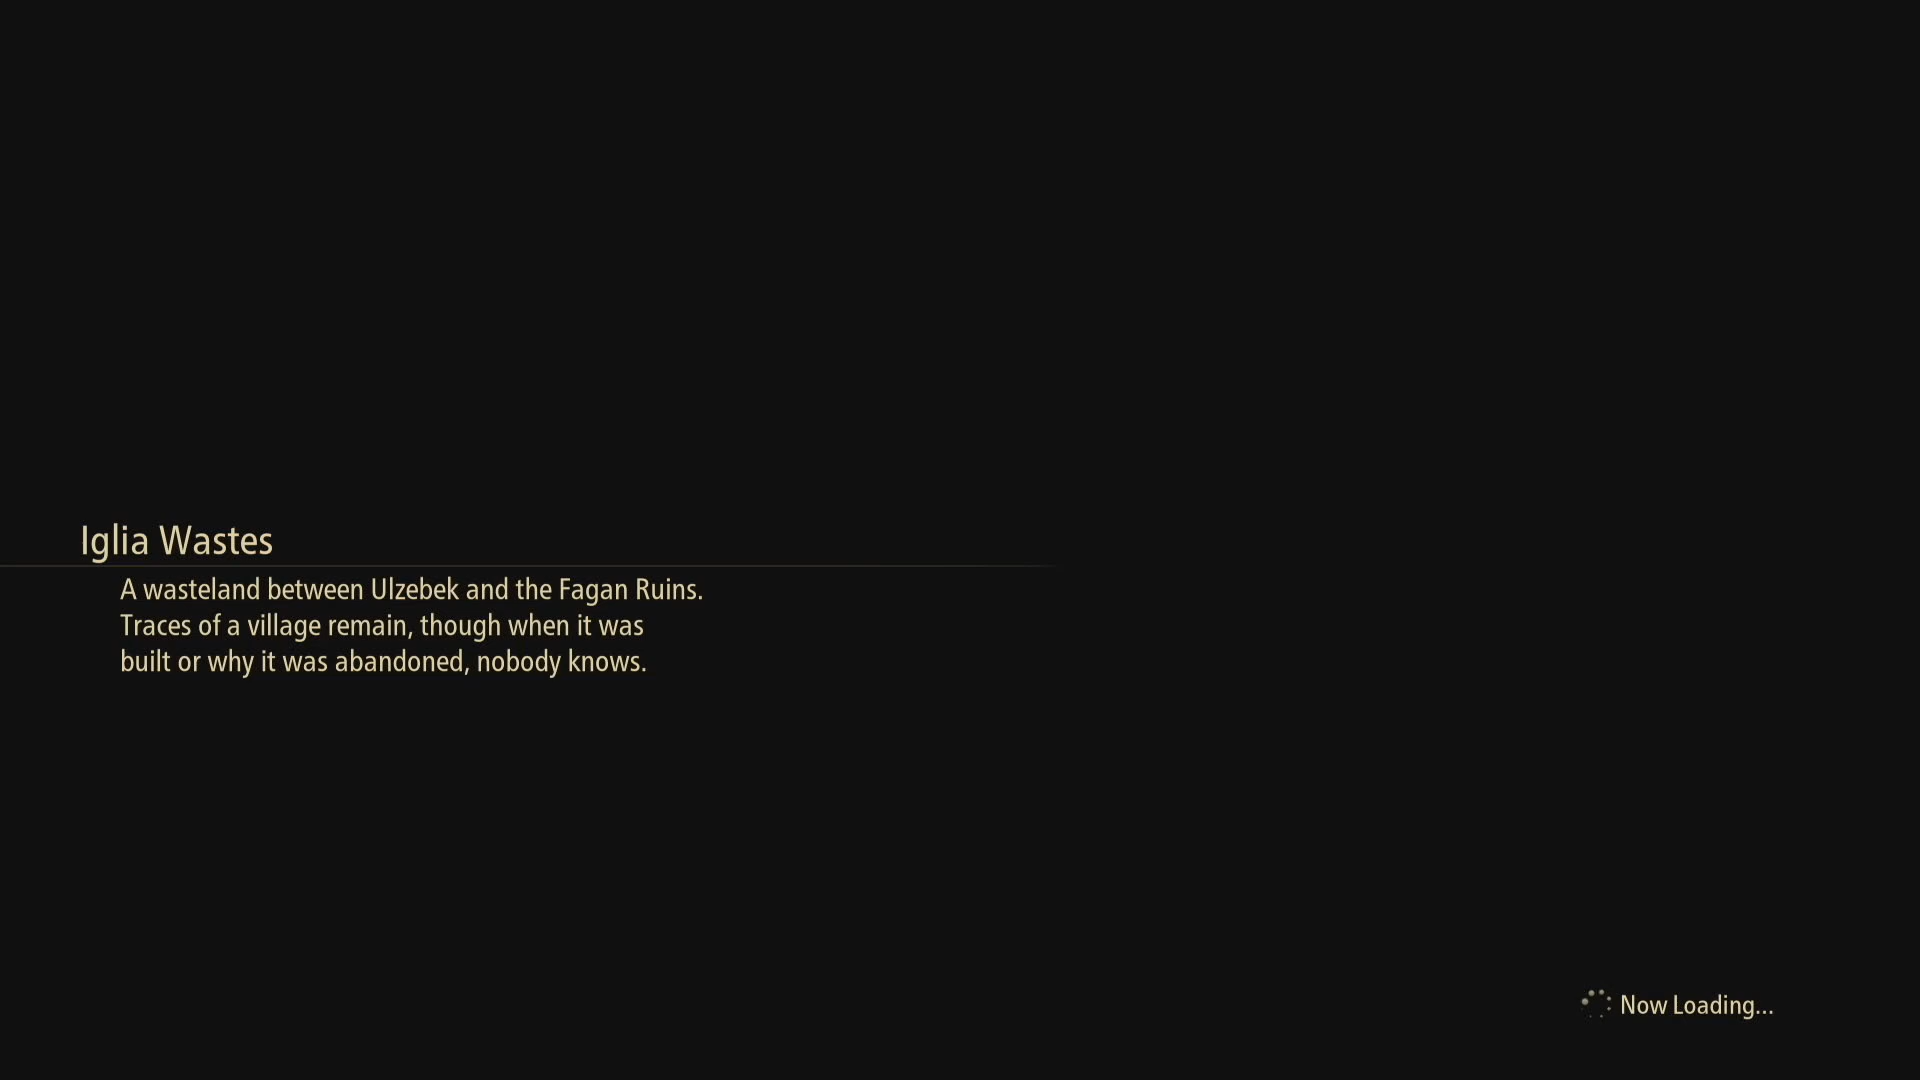 Iglia Wastes
A wasteland between Ulzebek and the Fagan Ruins.
Traces of a village remain, though when it was
built or why it was abandoned, nobody knows.
Now Loading...